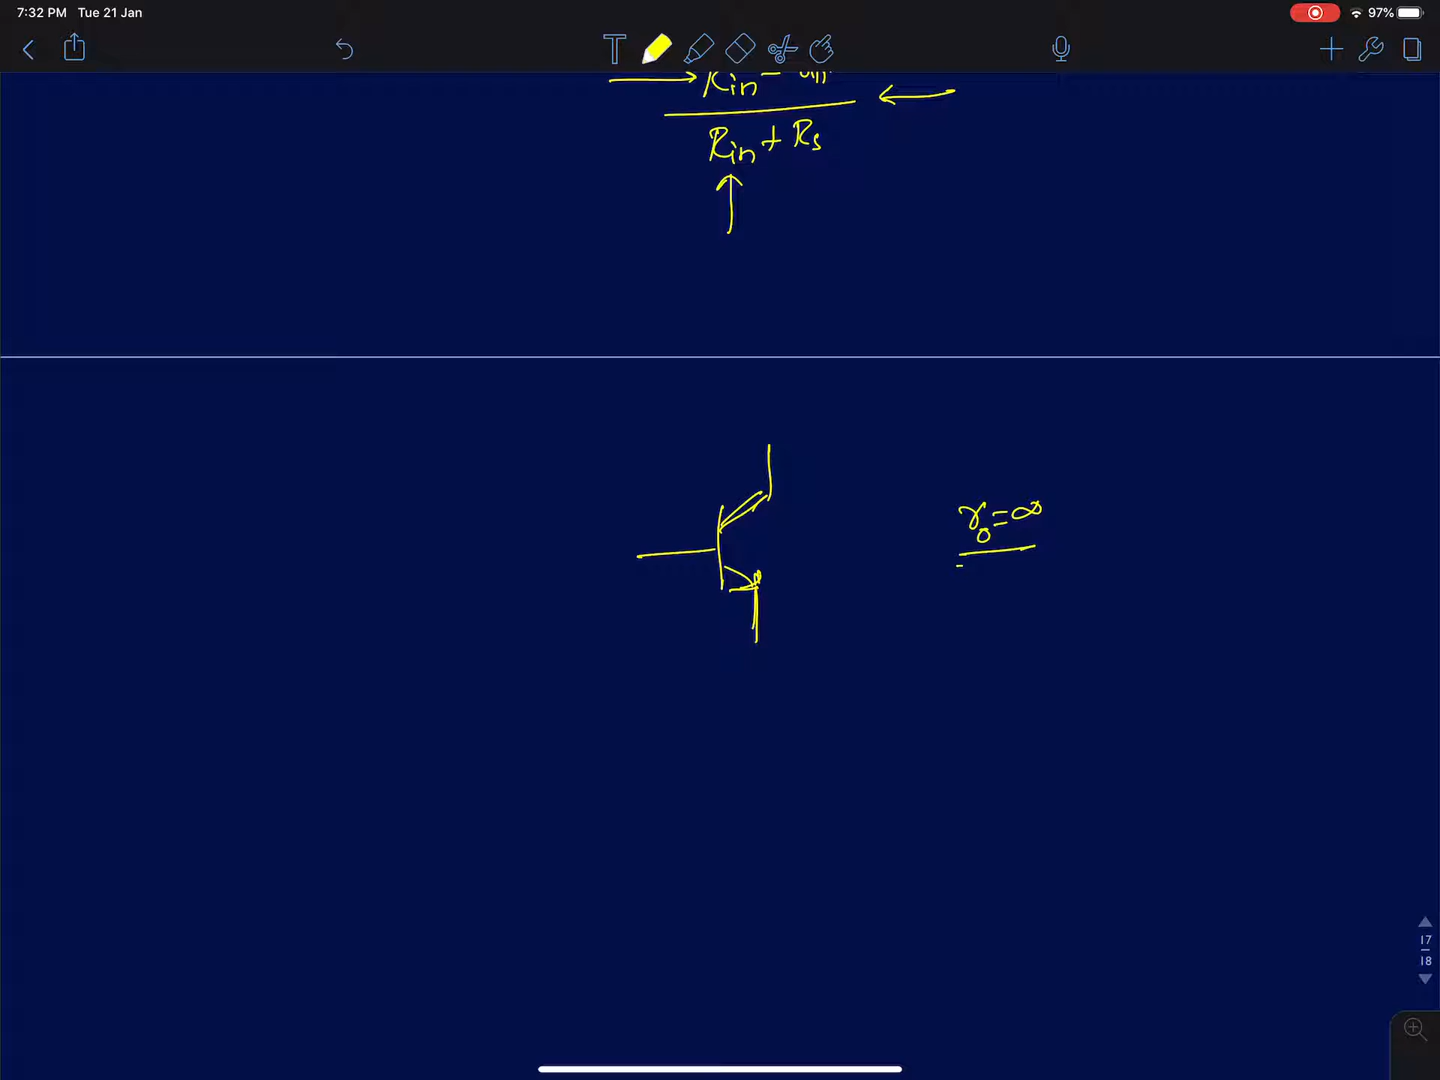 7:32 PM Tue 21 Jan
97%
T
Rin
Rin + Rs
r₀ = ∞
17
18